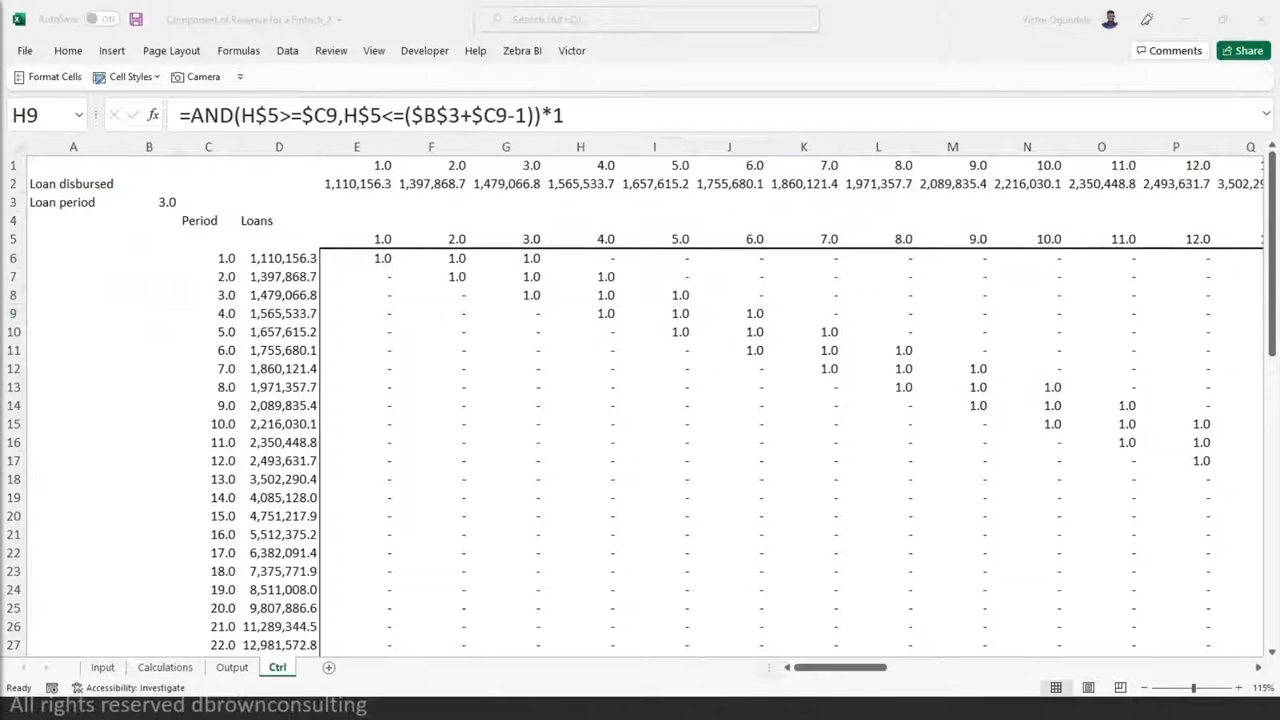 AutoSave Off Component of Revenue for a Fintech_2 Search (Alt+Q) Victor Ogundele
File Home Insert Page Layout Formulas Data Review View Developer Help Zebra BI Victor Comments Share
Format Cells Cell Styles Camera
H9 fx =AND(H$5>=$C9,H$5<=($B$3+$C9-1))*1
A B C D E F G H I J K L M N O P Q
1 1.0 2.0 3.0 4.0 5.0 6.0 7.0 8.0 9.0 10.0 11.0 12.0
2 Loan disbursed 1,110,156.3 1,397,868.7 1,479,066.8 1,565,533.7 1,657,615.2 1,755,680.1 1,860,121.4 1,971,357.7 2,089,835.4 2,216,030.1 2,350,448.8 2,493,631.7 3,502,29
3 Loan period 3.0
4 Period Loans
5 1.0 2.0 3.0 4.0 5.0 6.0 7.0 8.0 9.0 10.0 11.0 12.0
6 1.0 1,110,156.3 1.0 1.0 1.0 - - - - - - - - -
7 2.0 1,397,868.7 - 1.0 1.0 1.0 - - - - - - - -
8 3.0 1,479,066.8 - - 1.0 1.0 1.0 - - - - - - -
9 4.0 1,565,533.7 - - - 1.0 1.0 1.0 - - - - - -
10 5.0 1,657,615.2 - - - - 1.0 1.0 1.0 - - - - -
11 6.0 1,755,680.1 - - - - - 1.0 1.0 1.0 - - - -
12 7.0 1,860,121.4 - - - - - - 1.0 1.0 1.0 - - -
13 8.0 1,971,357.7 - - - - - - - 1.0 1.0 1.0 - -
14 9.0 2,089,835.4 - - - - - - - - 1.0 1.0 1.0 -
15 10.0 2,216,030.1 - - - - - - - - - 1.0 1.0 1.0
16 11.0 2,350,448.8 - - - - - - - - - - 1.0 1.0
17 12.0 2,493,631.7 - - - - - - - - - - - 1.0
18 13.0 3,502,290.4 - - - - - - - - - - - -
19 14.0 4,085,128.0 - - - - - - - - - - - -
20 15.0 4,751,217.9 - - - - - - - - - - - -
21 16.0 5,512,375.2 - - - - - - - - - - - -
22 17.0 6,382,091.4 - - - - - - - - - - - -
23 18.0 7,375,771.9 - - - - - - - - - - - -
24 19.0 8,511,008.0 - - - - - - - - - - - -
25 20.0 9,807,886.6 - - - - - - - - - - - -
26 21.0 11,289,344.5 - - - - - - - - - - - -
27 22.0 12,981,572.8 - - - - - - - - - - - -
Input Calculations Output Ctrl
Ready Accessibility: Investigate 115%
All rights reserved dbrownconsulting